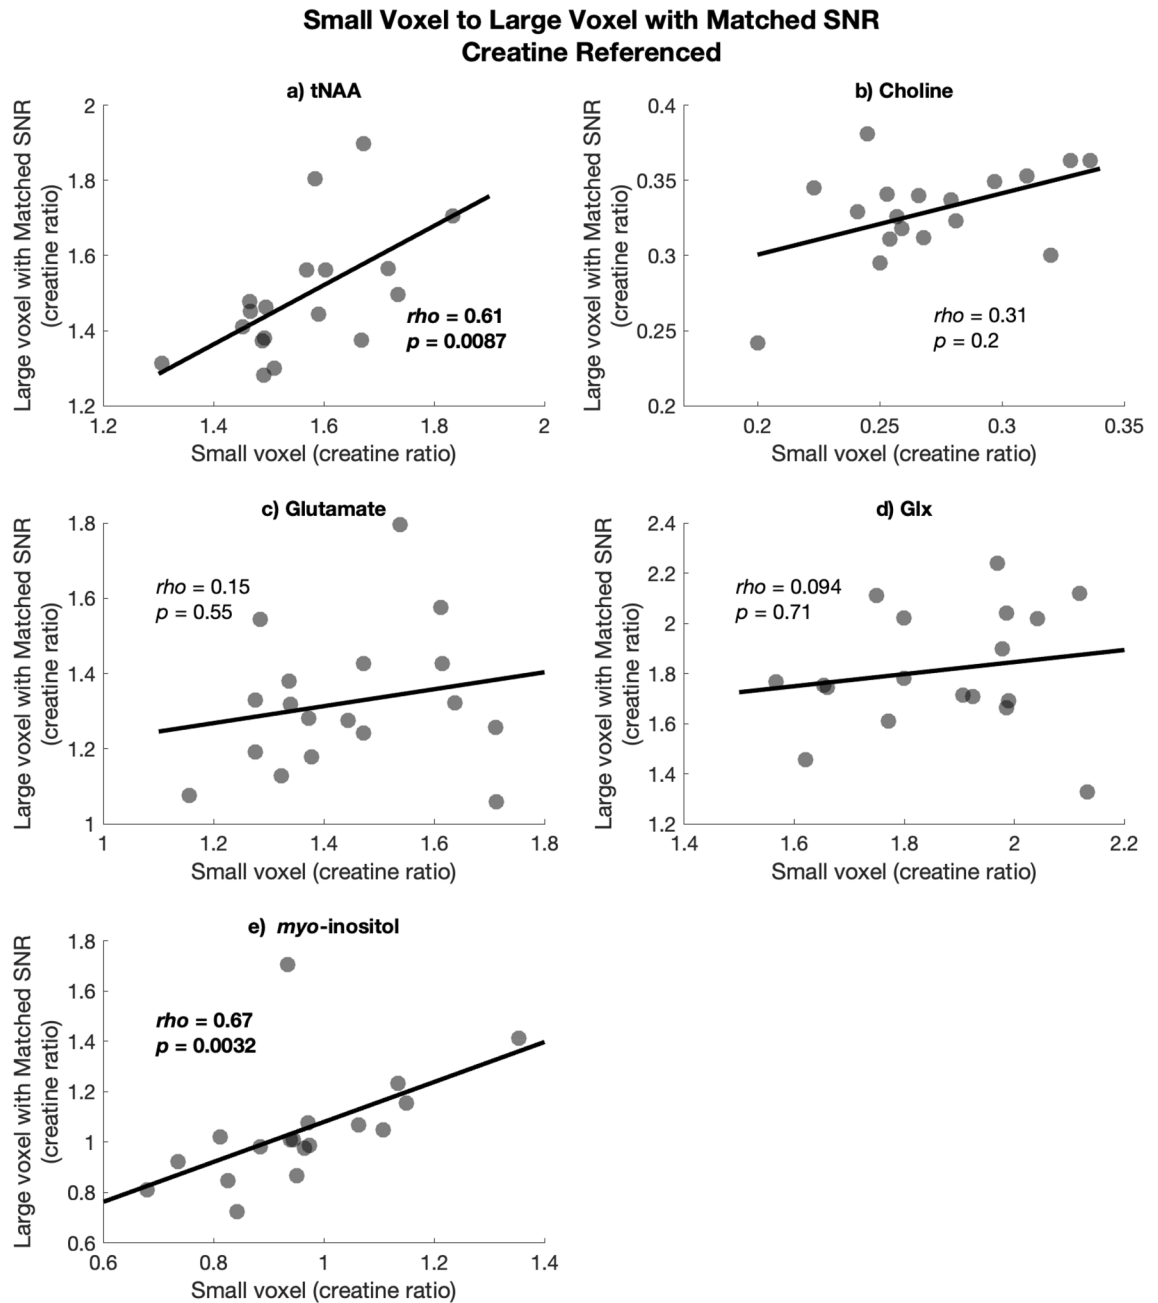 Small Voxel to Large Voxel with Matched SNR
Creatine Referenced
a) tNAA
Large voxel with Matched SNR
(creatine ratio)
2
1.8
1.6
1.4
1.2
rho = 0.61
p = 0.0087
1.2
1.4
1.6
1.8
2
Small voxel (creatine ratio)
b) Choline
Large voxel with Matched SNR
(creatine ratio)
0.4
0.35
0.3
0.25
0.2
rho = 0.31
p = 0.2
0.2
0.25
0.3
0.35
Small voxel (creatine ratio)
c) Glutamate
Large voxel with Matched SNR
(creatine ratio)
1.8
1.6
1.4
1.2
1
rho = 0.15
p = 0.55
1
1.2
1.4
1.6
1.8
Small voxel (creatine ratio)
d) Glx
Large voxel with Matched SNR
(creatine ratio)
2.4
2.2
2
1.8
1.6
1.4
1.2
rho = 0.094
p = 0.71
1.4
1.6
1.8
2
2.2
Small voxel (creatine ratio)
e) myo-inositol
Large voxel with Matched SNR
(creatine ratio)
1.8
1.6
1.4
1.2
1
0.8
0.6
rho = 0.67
p = 0.0032
0.6
0.8
1
1.2
1.4
Small voxel (creatine ratio)